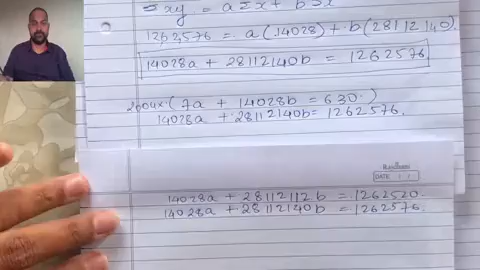 Σxy = aΣx + bΣx
1262576 = a(14028) + b(28112140).
14028a + 28112140b = 1262576
2004×(7a + 14028b = 630.)
14028a + 28112140b = 1262576.
DATE
14028a + 28112112b = 1262520.
14028a + 28112140b = 1262576.